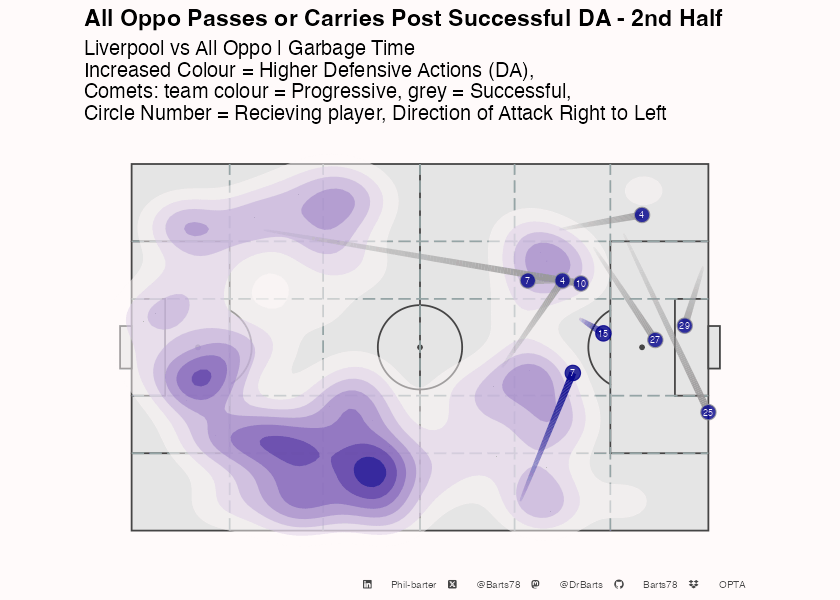 All Oppo Passes or Carries Post Successful DA - 2nd Half
Liverpool vs All Oppo l Garbage Time
Increased Colour = Higher Defensive Actions (DA),
Comets: team colour = Progressive, grey = Successful,
Circle Number = Recieving player, Direction of Attack Right to Left
4
7 4 10
29
15
27
7
25
Phil-barter @Barts78 @DrBarts Barts78 OPTA